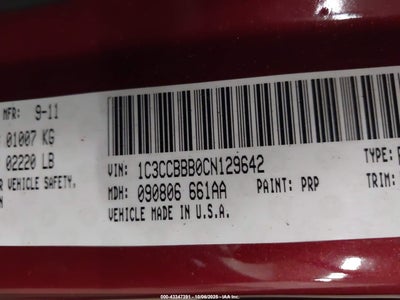 MFR: 9-11
01007 KG
02220 LB
VEHICLE SAFETY,
VIN: 1C3CCBBB0CN129642
TYPE:
MDH: 090806 661AA PAINT: PRP TRIM:
VEHICLE MADE IN U.S.A.
000-43347391 - 10/06/2025 - IAA Inc.